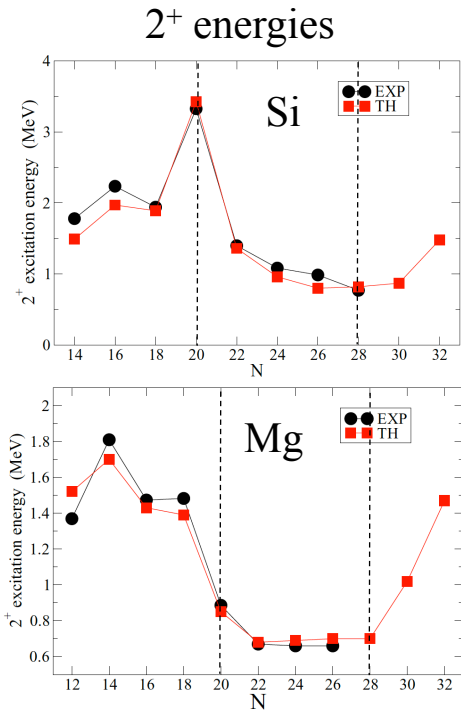 2⁺ energies
2⁺ excitation energy (MeV)
4
3
2
1
0
Si
EXP
TH
14 16 18 20 22 24 26 28 30 32
N
2⁺ excitation energy (MeV)
2
1.8
1.6
1.4
1.2
1
0.8
0.6
Mg
EXP
TH
12 14 16 18 20 22 24 26 28 30 32
N